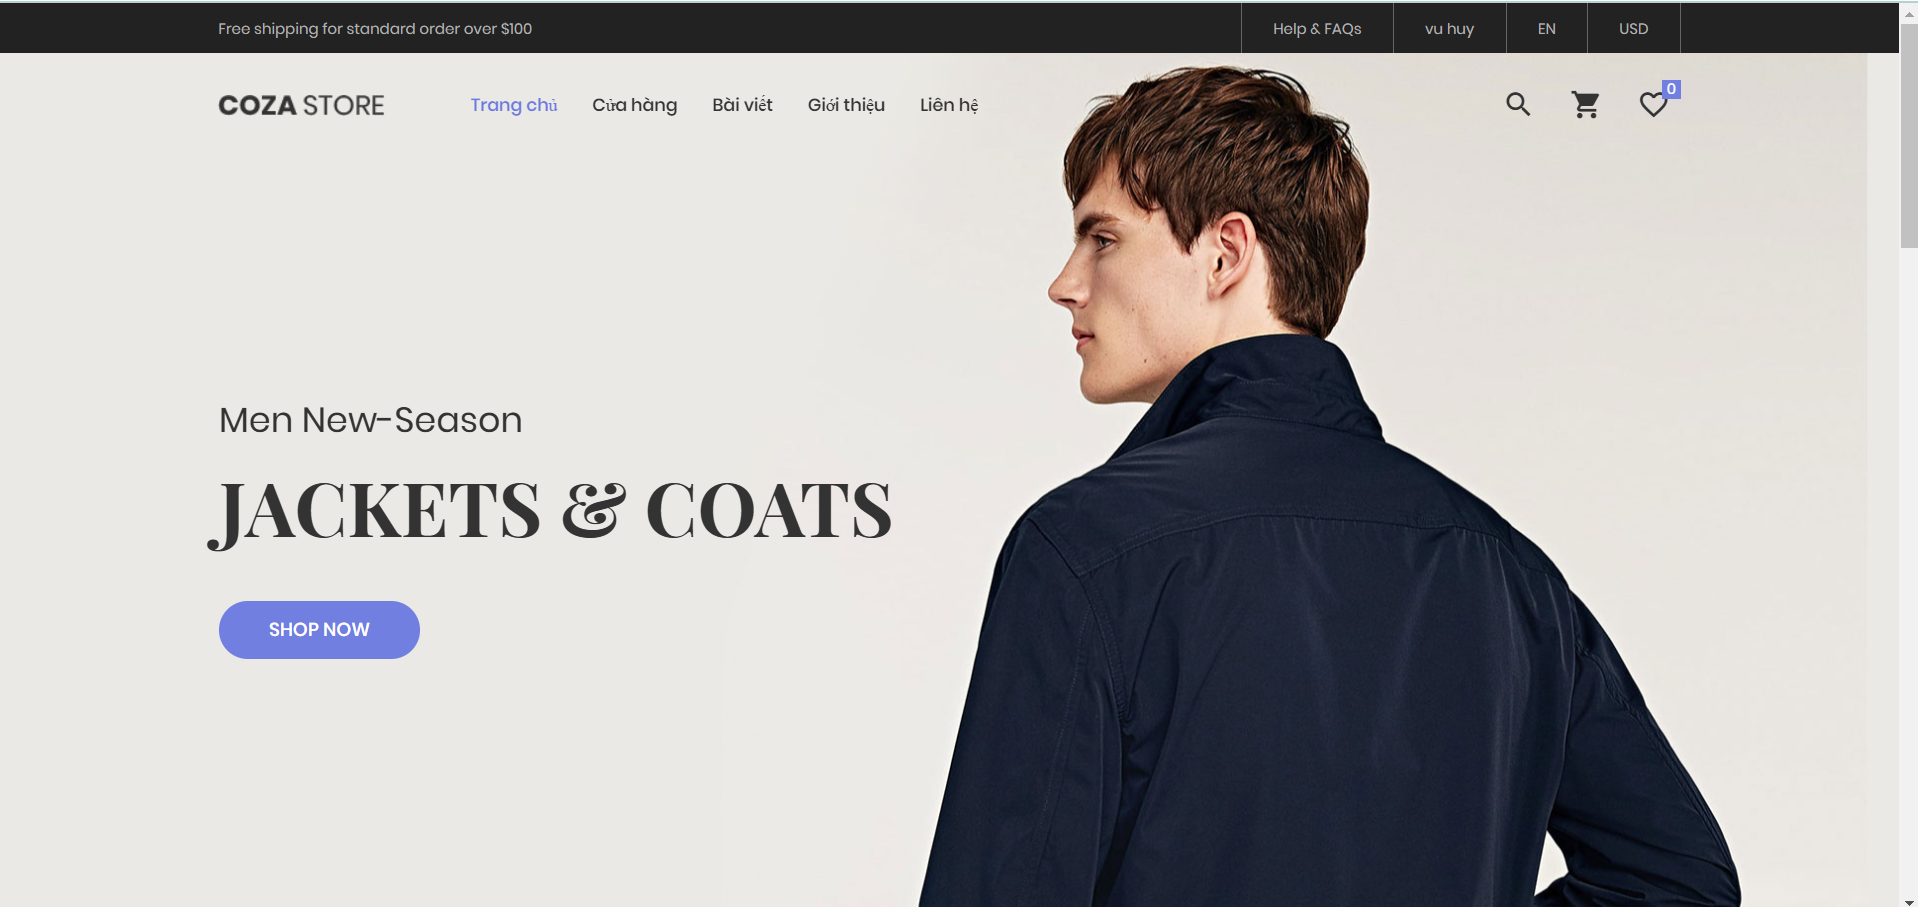 Free shipping for standard order over $100
Help & FAQs
vu huy
EN
USD
COZA STORE
Trang chủ
Cửa hàng
Bài viết
Giới thiệu
Liên hệ
0
Men New-Season
JACKETS & COATS
SHOP NOW